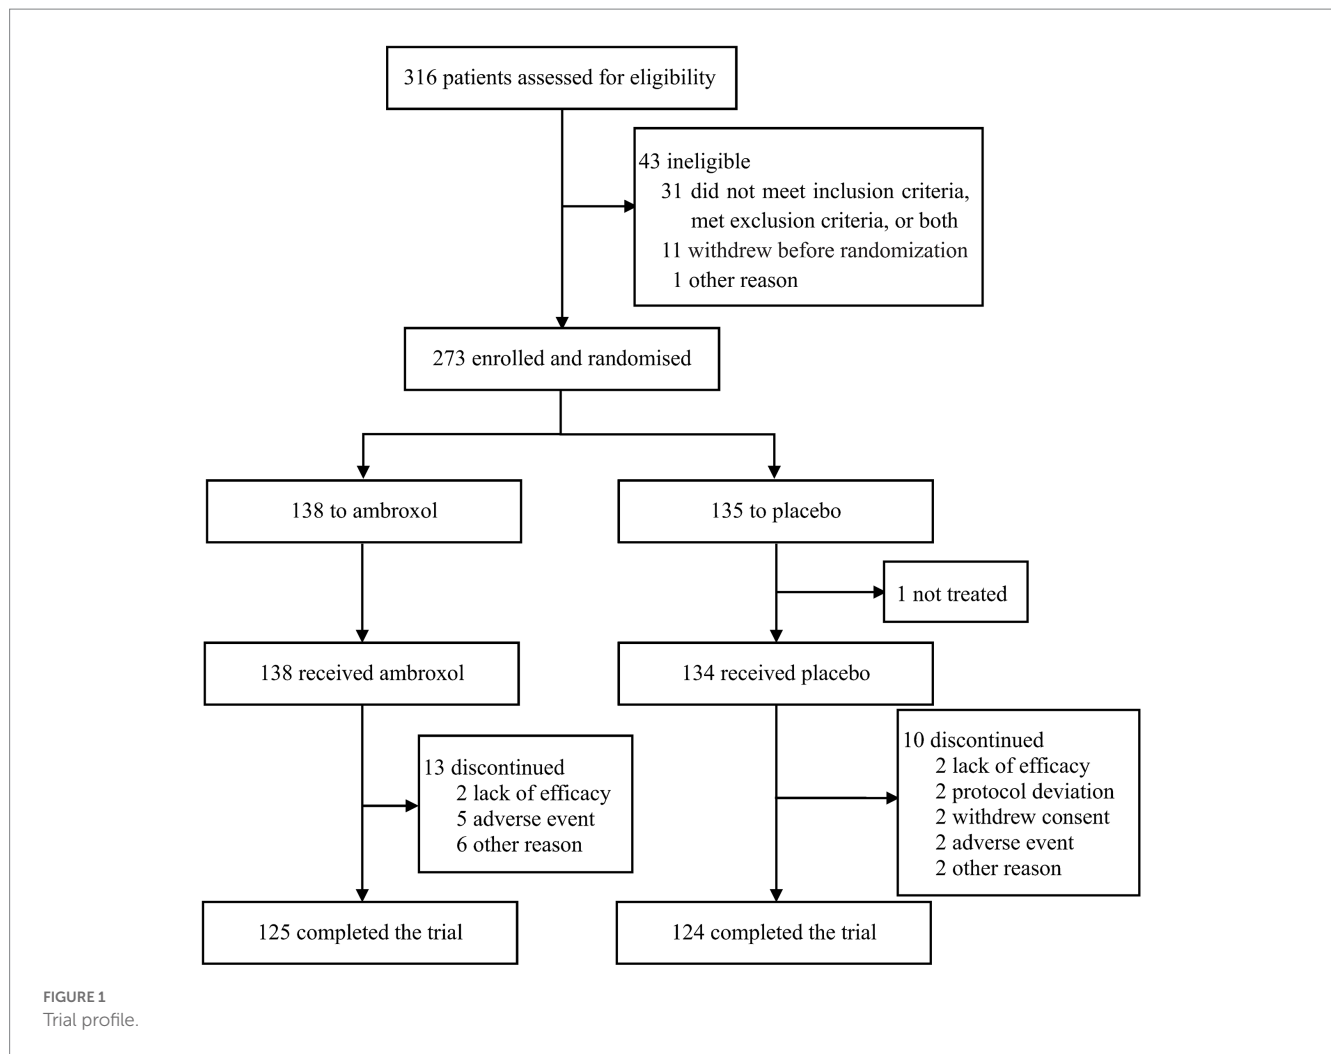 316 patients assessed for eligibility
43 ineligible
31 did not meet inclusion criteria,
met exclusion criteria, or both
11 withdrew before randomization
1 other reason
273 enrolled and randomised
138 to ambroxol
135 to placebo
1 not treated
138 received ambroxol
134 received placebo
13 discontinued
2 lack of efficacy
5 adverse event
6 other reason
10 discontinued
2 lack of efficacy
2 protocol deviation
2 withdrew consent
2 adverse event
2 other reason
125 completed the trial
124 completed the trial
FIGURE 1
Trial profile.